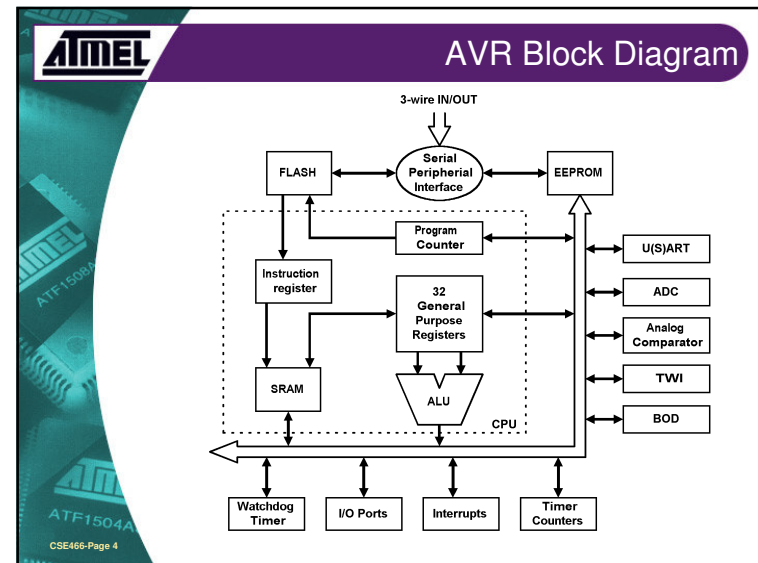 ATMEL
AVR Block Diagram
3-wire IN/OUT
Serial
Peripherial
Interface
FLASH
EEPROM
Program
Counter
U(S)ART
Instruction
register
32
General
Purpose
Registers
ADC
Analog
Comparator
SRAM
ALU
TWI
CPU
BOD
Watchdog
Timer
I/O Ports
Interrupts
Timer
Counters
ATF1508A
ATF1504A
CSE466-Page 4